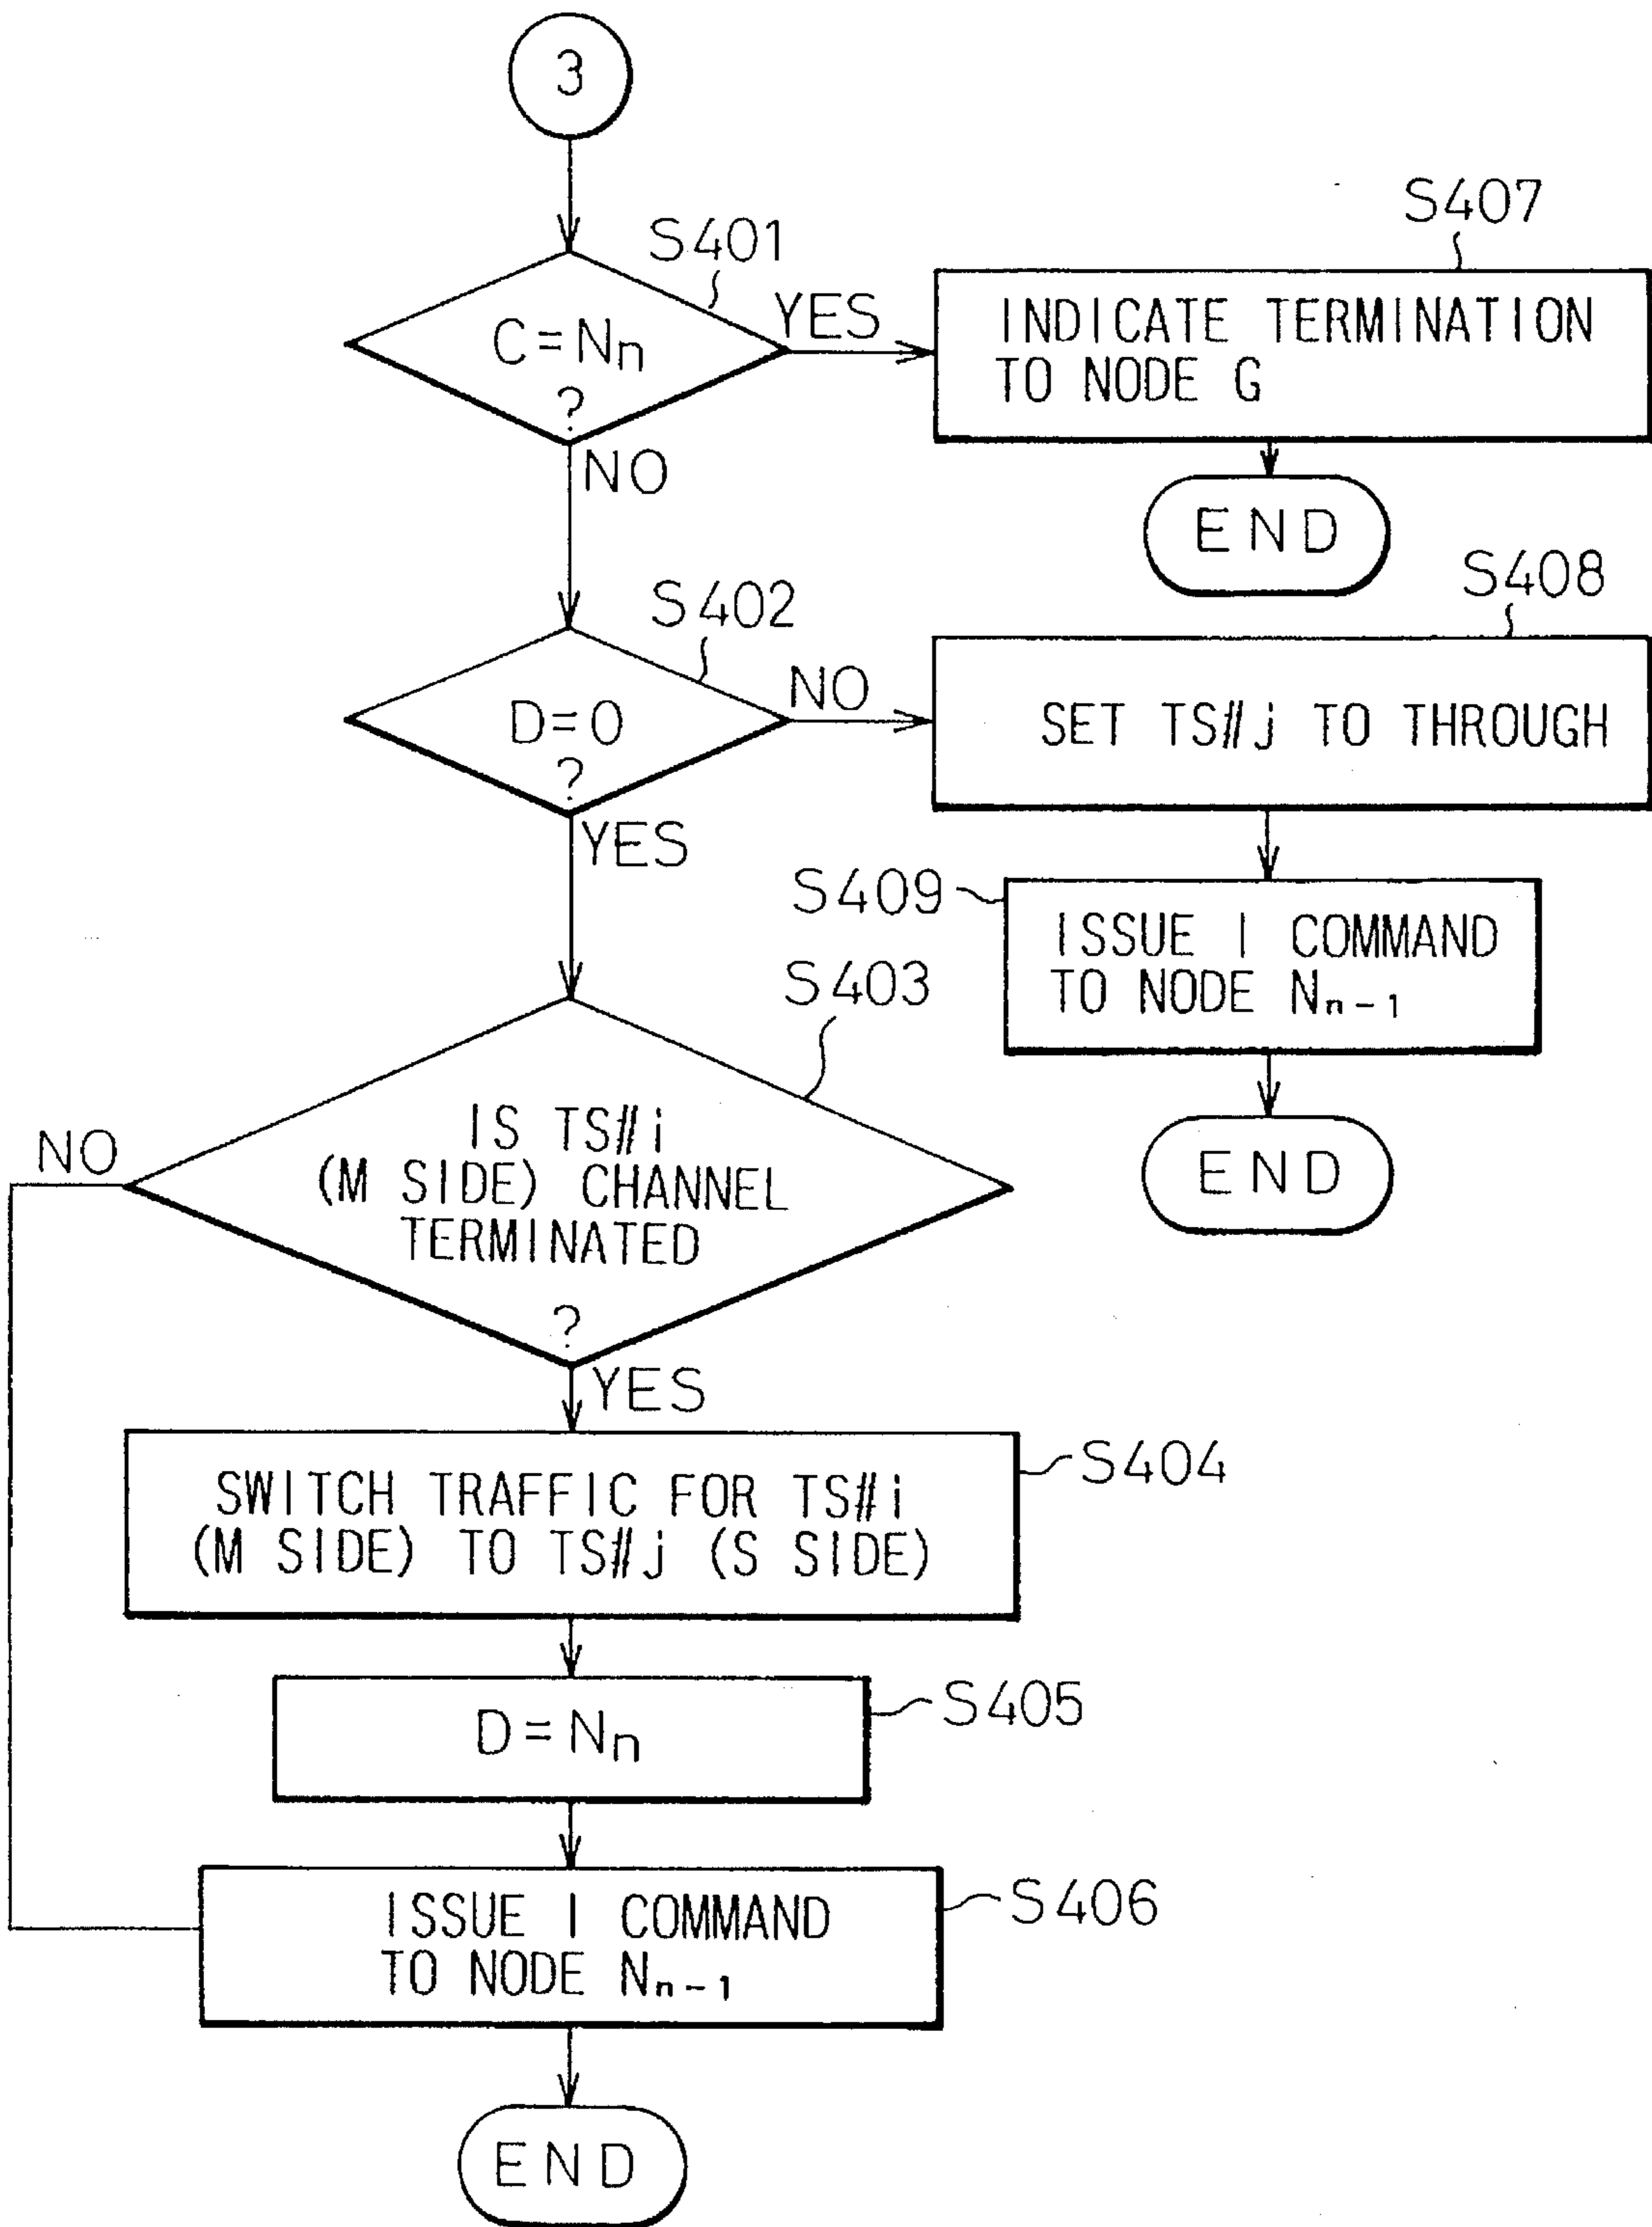 3
S401
C=Nn
?
YES
NO
S407
INDICATE TERMINATION
TO NODE G
END
S402
D=0
?
NO
YES
S408
SET TS#j TO THROUGH
S409
ISSUE I COMMAND
TO NODE Nn-1
END
S403
IS TS#i
(M SIDE) CHANNEL
TERMINATED
?
NO
YES
S404
SWITCH TRAFFIC FOR TS#i
(M SIDE) TO TS#j (S SIDE)
S405
D=Nn
S406
ISSUE I COMMAND
TO NODE Nn-1
END